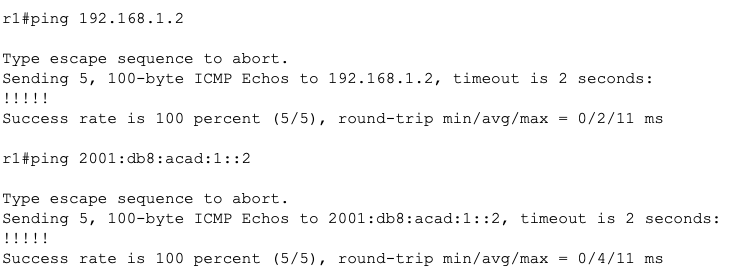 r1#ping 192.168.1.2
Type escape sequence to abort.
Sending 5, 100-byte ICMP Echos to 192.168.1.2, timeout is 2 seconds:
!!!!!
Success rate is 100 percent (5/5), round-trip min/avg/max = 0/2/11 ms
r1#ping 2001:db8:acad:1::2
Type escape sequence to abort.
Sending 5, 100-byte ICMP Echos to 2001:db8:acad:1::2, timeout is 2 seconds:
!!!!!
Success rate is 100 percent (5/5), round-trip min/avg/max = 0/4/11 ms